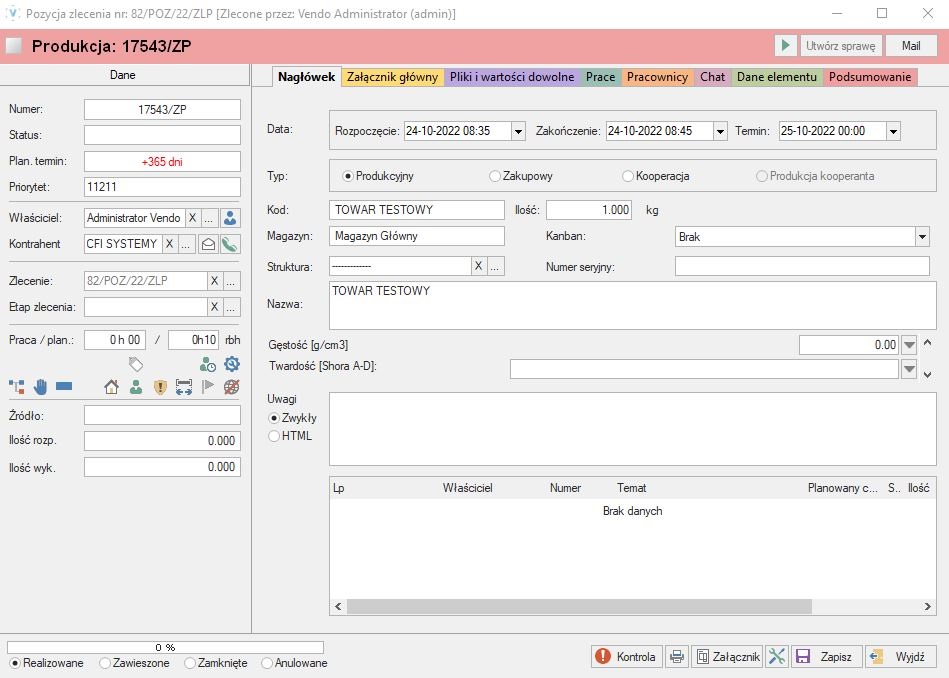 Pozycja zlecenia nr: 82/POZ/22/ZLP [Zlecone przez: Vendo Administrator (admin)]
Produkcja: 17543/ZP
Utwórz sprawę
Mail
Dane
Nagłówek Załącznik główny Pliki i wartości dowolne Prace Pracownicy Chat Dane elementu Podsumowanie
Numer: 17543/ZP
Status:
Plan. temin: +365 dni
Priorytet: 11211
Właściciel: Administrator Vendo X ...
Kontrahent CFI SYSTEMY X ...
Zlecenie: 82/POZ/22/ZLP X ...
Etap zlecenia: X ...
Praca / plan.: 0 h 00 / 0h10 rbh
Źródło:
Ilość rozp. 0.000
Ilość wyk. 0.000
Data: Rozpoczęcie: 24-10-2022 08:35 Zakończenie: 24-10-2022 08:45 Termin: 25-10-2022 00:00
Typ: Produkcyjny Zakupowy Kooperacja Produkcja kooperanta
Kod: TOWAR TESTOWY Ilość: 1.000 kg
Magazyn: Magazyn Główny Kanban: Brak
Struktura: ------------- X ... Numer seryjny:
Nazwa: TOWAR TESTOWY
Gęstość [g/cm3] 0.00
Twardość [Shora A-D]:
Uwagi
Zwykły
HTML
Lp Właściciel Numer Temat Planowany c... S.. Ilość
Brak danych
0 %
Realizowane Zawieszone Zamknięte Anulowane
Kontrola Załącznik Zapisz Wyjdź